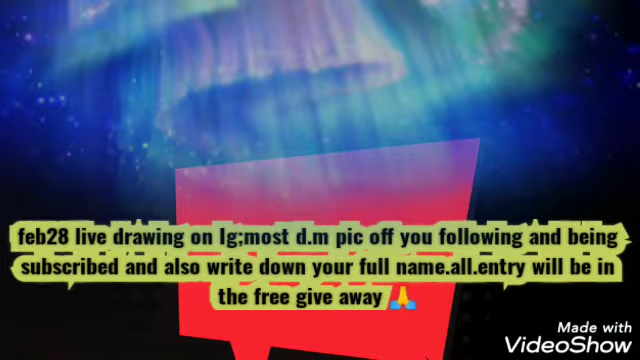 feb28 live drawing on Ig;most d.m pic off you following and being
subscribed and also write down your full name.all.entry will be in
the free give away 🙏
Made with
VideoShow